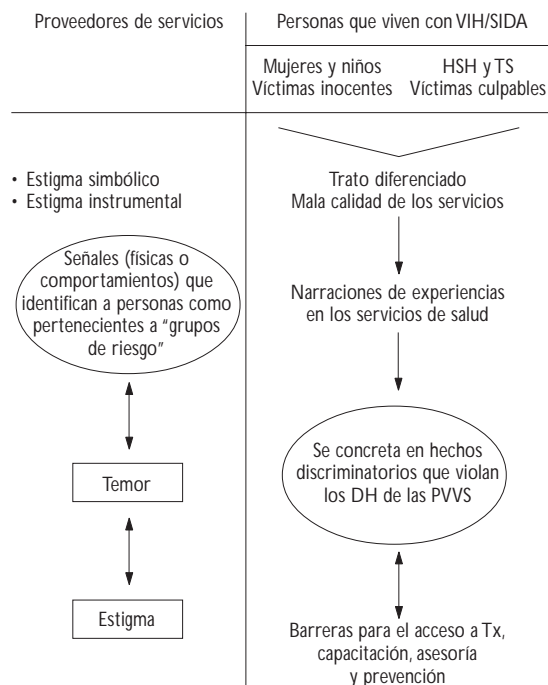 Proveedores de servicios
Personas que viven con VIH/SIDA
Mujeres y niños
Víctimas inocentes
HSH y TS
Víctimas culpables
• Estigma simbólico
• Estigma instrumental
Señales (físicas o
comportamientos) que
identifican a personas como
pertenecientes a "grupos
de riesgo"
Temor
Estigma
Trato diferenciado
Mala calidad de los servicios
Narraciones de experiencias
en los servicios de salud
Se concreta en hechos
discriminatorios que violan
los DH de las PVVS
Barreras para el acceso a Tx,
capacitación, asesoría
y prevención